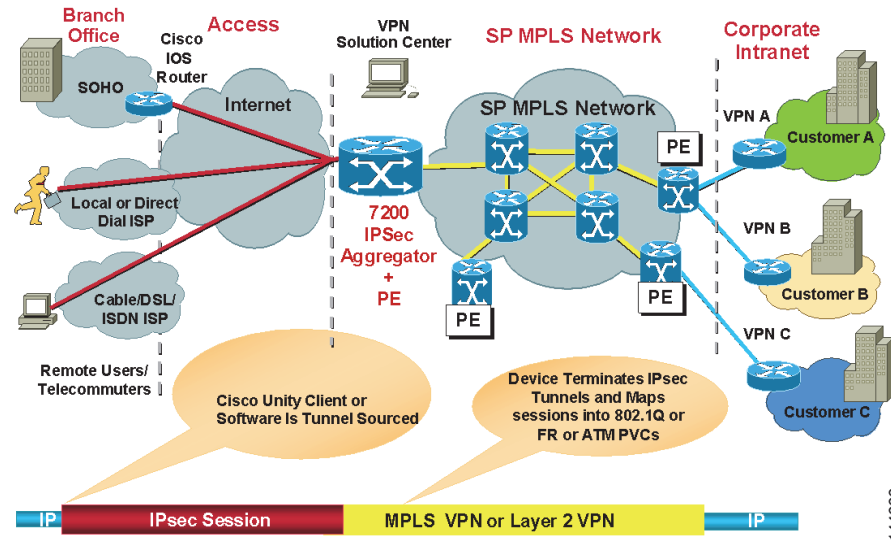 Branch
Office
Access
VPN
Solution Center
SP MPLS Network
Corporate
Intranet
Cisco
IOS
Router
SOHO
Internet
SP MPLS Network
VPN A
Customer A
PE
Local or Direct
Dial ISP
7200
IPSec
Aggregator
+
PE
VPN B
Customer B
Cable/DSL/
ISDN ISP
PE
PE
VPN C
Customer C
Remote Users/
Telecommuters
Cisco Unity Client or
Software Is Tunnel Sourced
Device Terminates IPsec
Tunnels and Maps
sessions into 802.1Q or
FR or ATM PVCs
IP
IPsec Session
MPLS VPN or Layer 2 VPN
IP